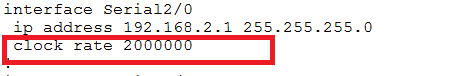 interface Serial2/0
ip address 192.168.2.1 255.255.255.0
clock rate 2000000
!